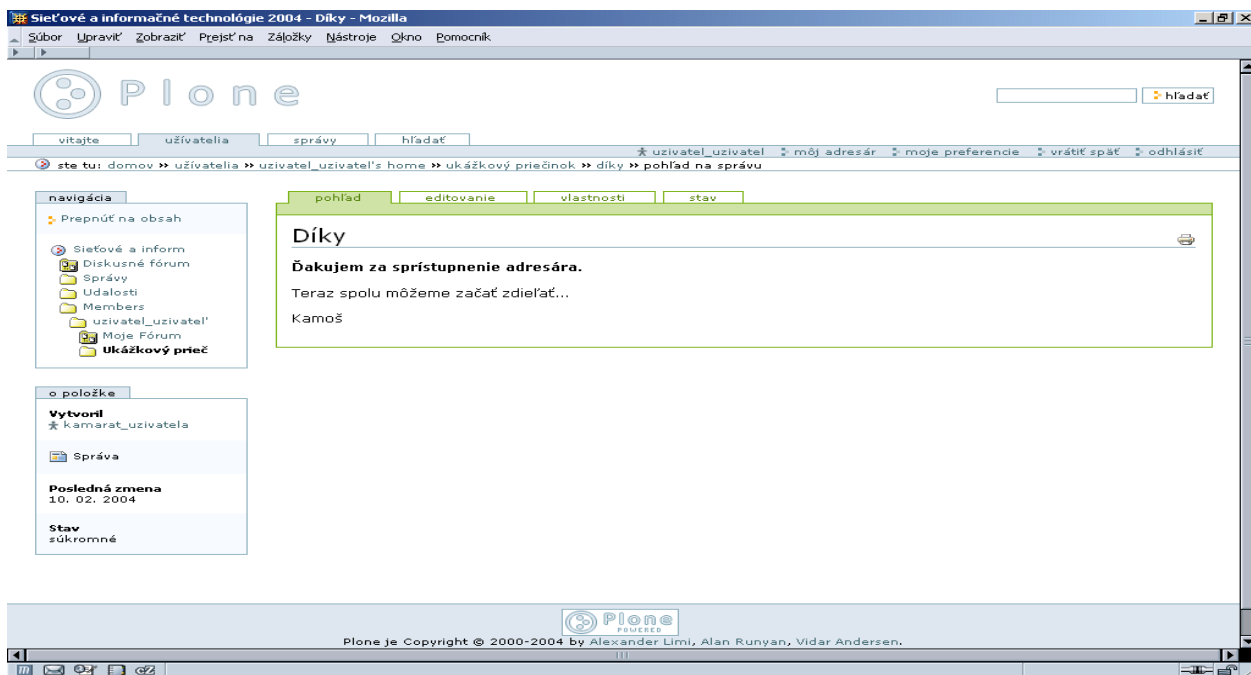 Sieťové a informačné technológie 2004 - Díky - Mozilla
Súbor Upraviť Zobraziť Prejsť na Záložky Nástroje Okno Pomocník
Plone
hľadať
vitajte užívatelia správy hľadať
uzivatel_uzivatel môj adresár moje preferencie vrátiť späť odhlásiť
ste tu: domov » užívatelia » uzivatel_uzivatel's home » ukážkový priečinok » díky » pohľad na správu
navigácia
Prepnúť na obsah
Sieťové a inform
Diskusné fórum
Správy
Udalosti
Members
uzivatel_uzivatel'
Moje Fórum
Ukážkový prieč
o položke
Vytvoril
kamarat_uzivatela
Správa
Posledná zmena
10. 02. 2004
Stav
súkromné
pohľad editovanie vlastnosti stav
Díky
Ďakujem za sprístupnenie adresára.
Teraz spolu môžeme začať zdieľať...
Kamoš
Plone
POWERED
Plone je Copyright © 2000-2004 by Alexander Limi, Alan Runyan, Vidar Andersen.